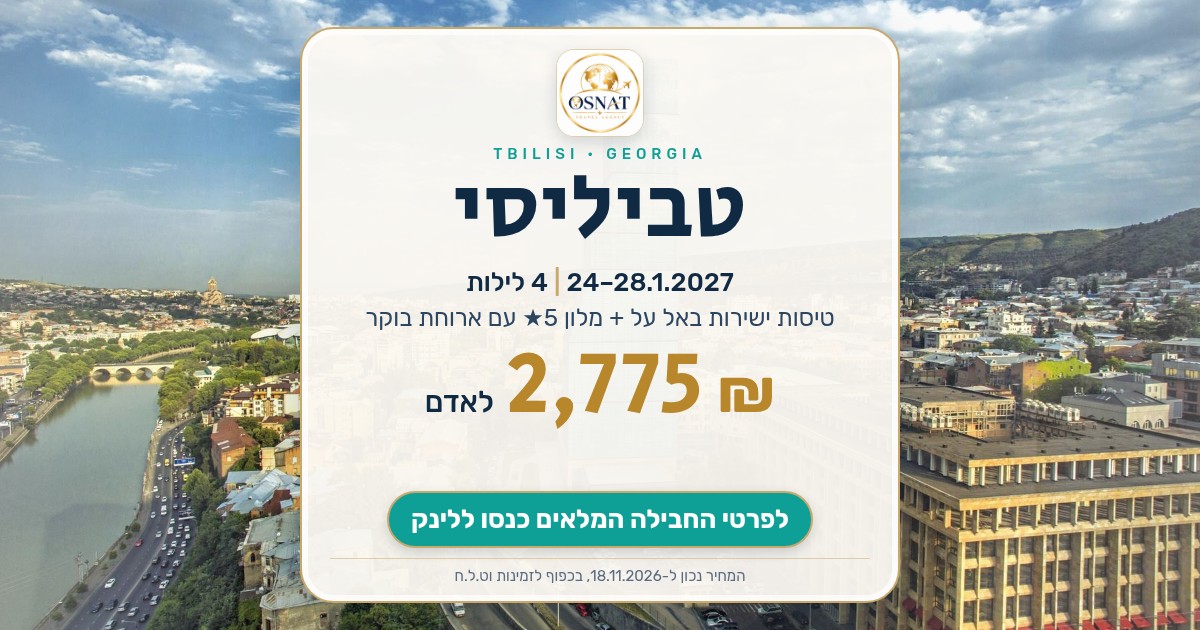 OSNAT
TRAVEL AGENCY
TBILISI • GEORGIA
טביליסי
24–28.1.2027 | 4 לילות
טיסות ישירות באל על + מלון 5★ עם ארוחת בוקר
₪ 2,775 לאדם
לפרטי החבילה המלאים כנסו ללינק
המחיר נכון ל-18.11.2026, בכפוף לזמינות וט.ל.ח